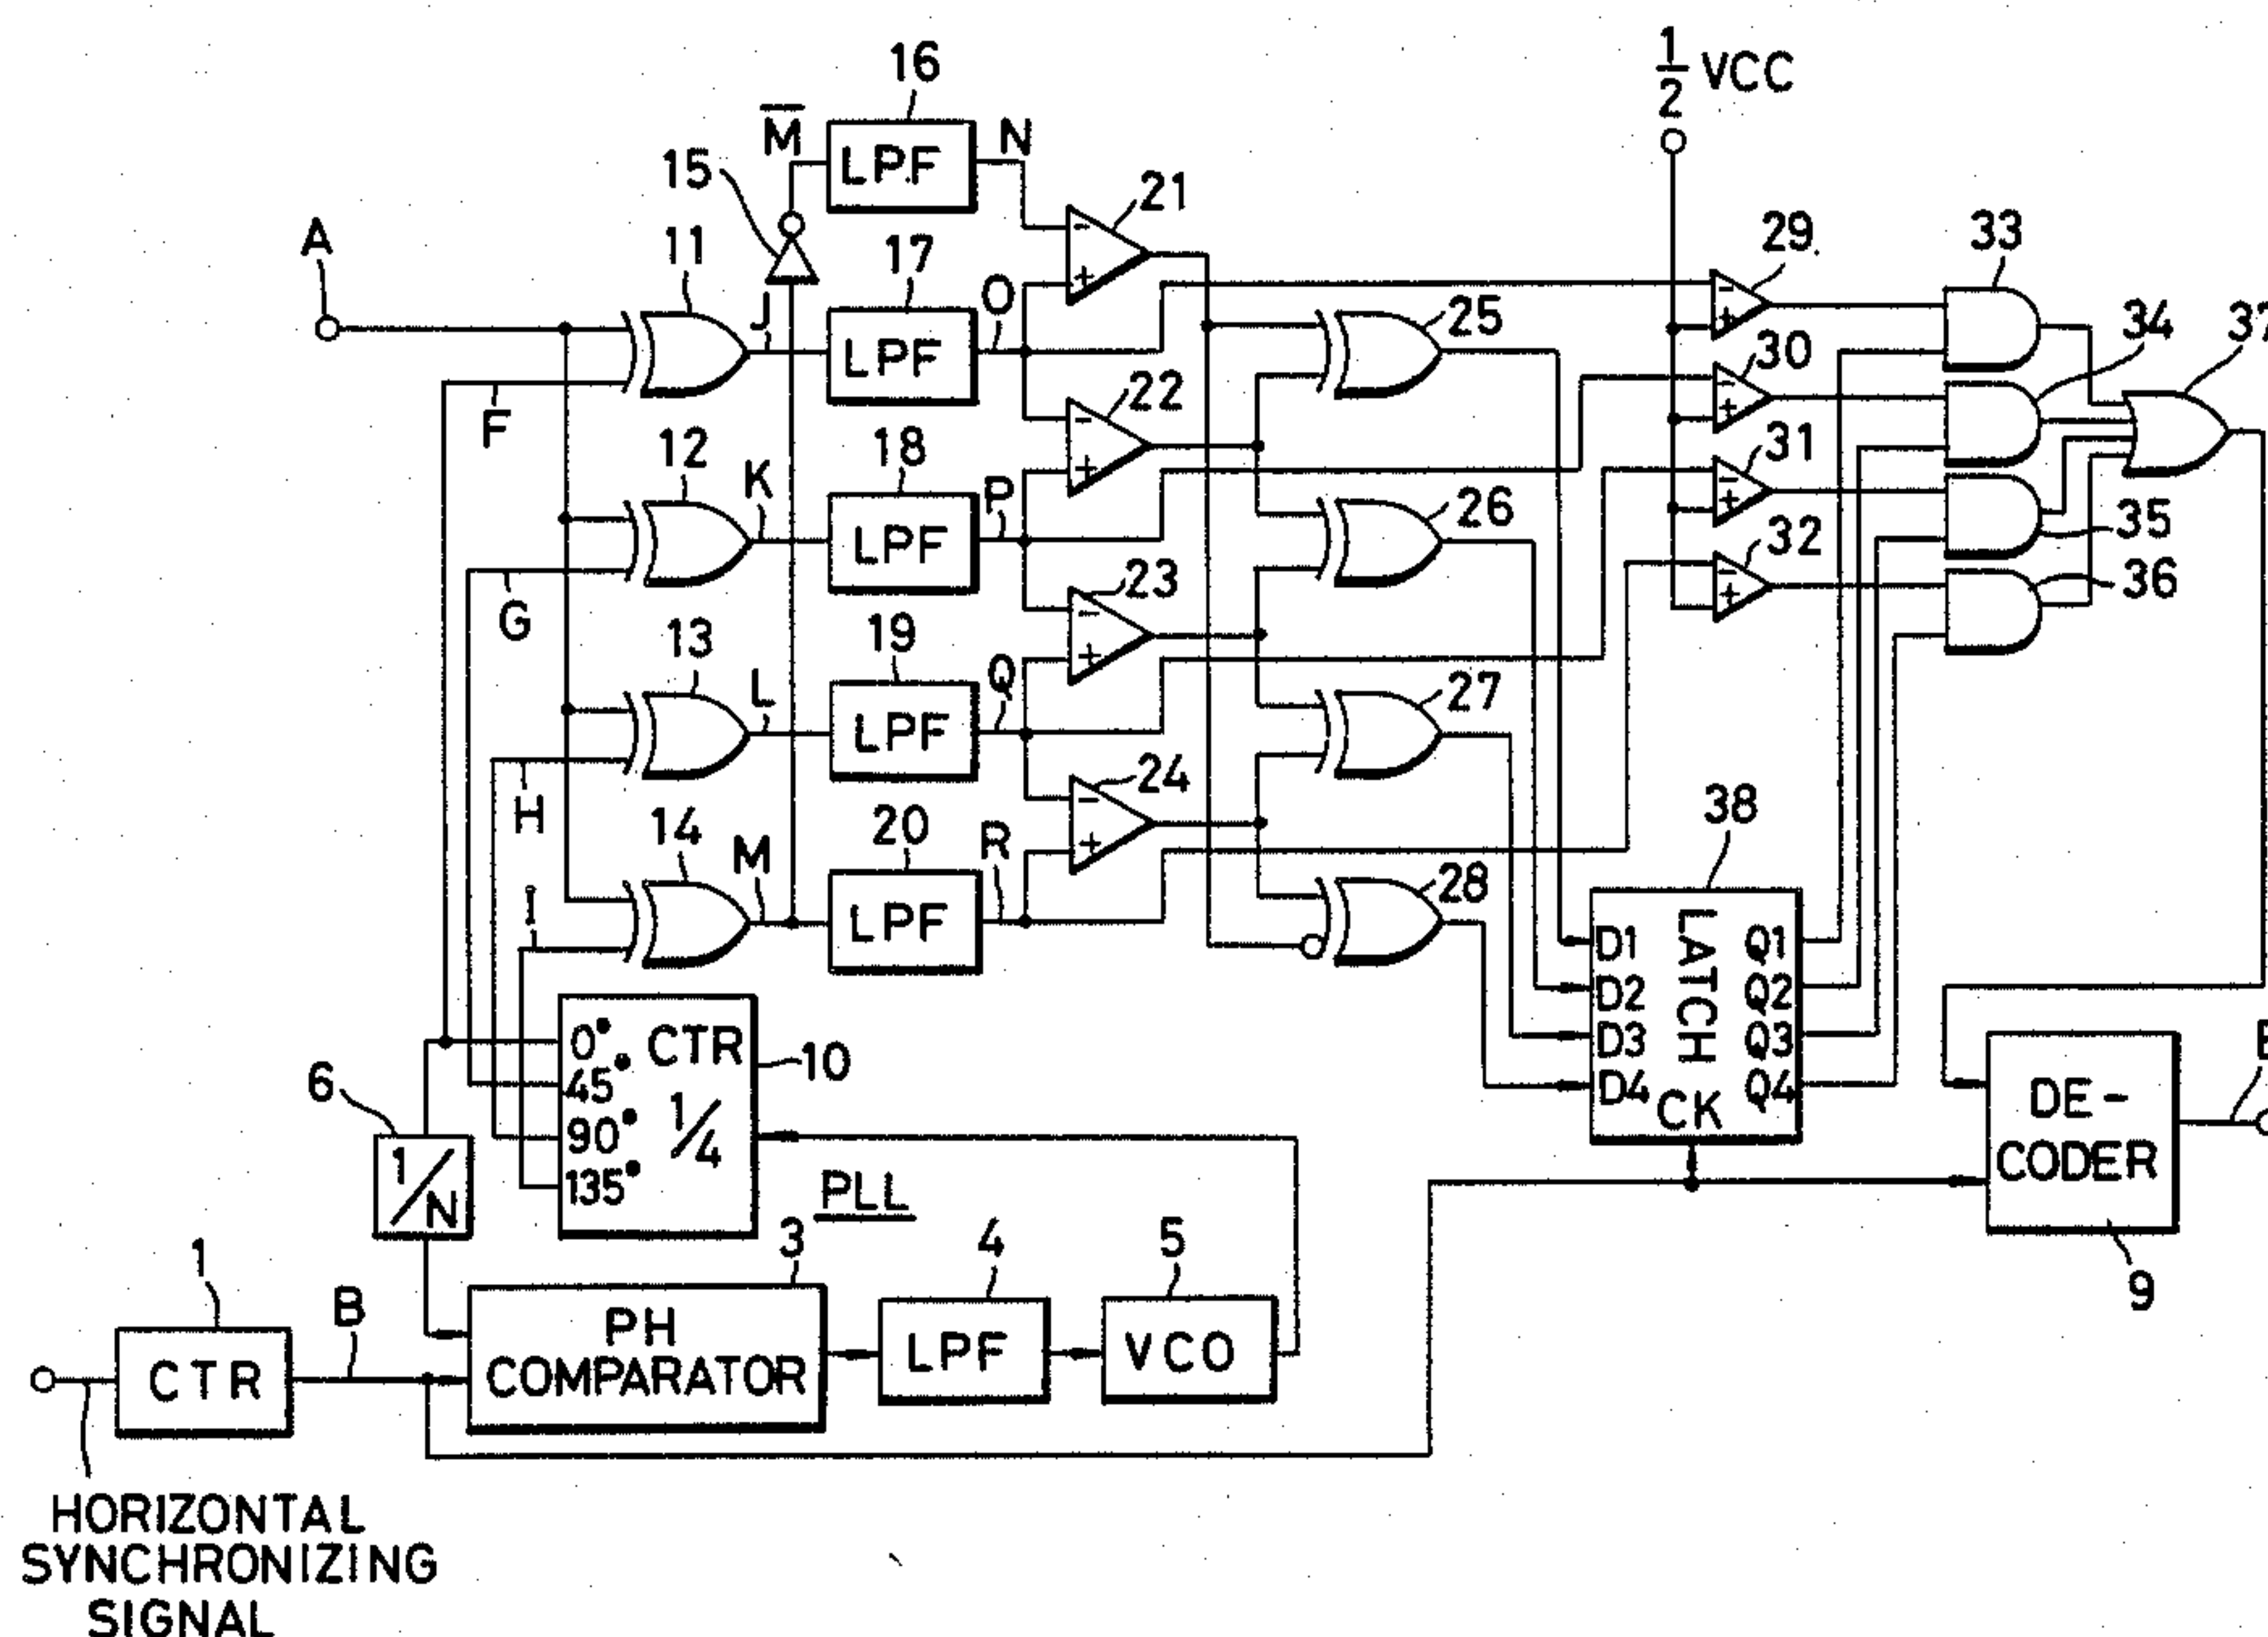 1/2 VCC
16
M̅
LPF
N
15
21
A
11
17
29
33
J
LPF
O
25
34
37
F
22
30
12
18
31
K
LPF
P
26
32
35
G
23
36
13
19
L
LPF
Q
27
H
24
14
20
38
M
LPF
R
28
I
LATCH
D1
Q1
D2
Q2
D3
Q3
D4
Q4
CK
0°
CTR
10
45°
90°
1/4
135°
6
1/N
PLL
DE-
CODER
9
1
B
3
4
5
CTR
PH
COMPARATOR
LPF
VCO
HORIZONTAL
SYNCHRONIZING
SIGNAL